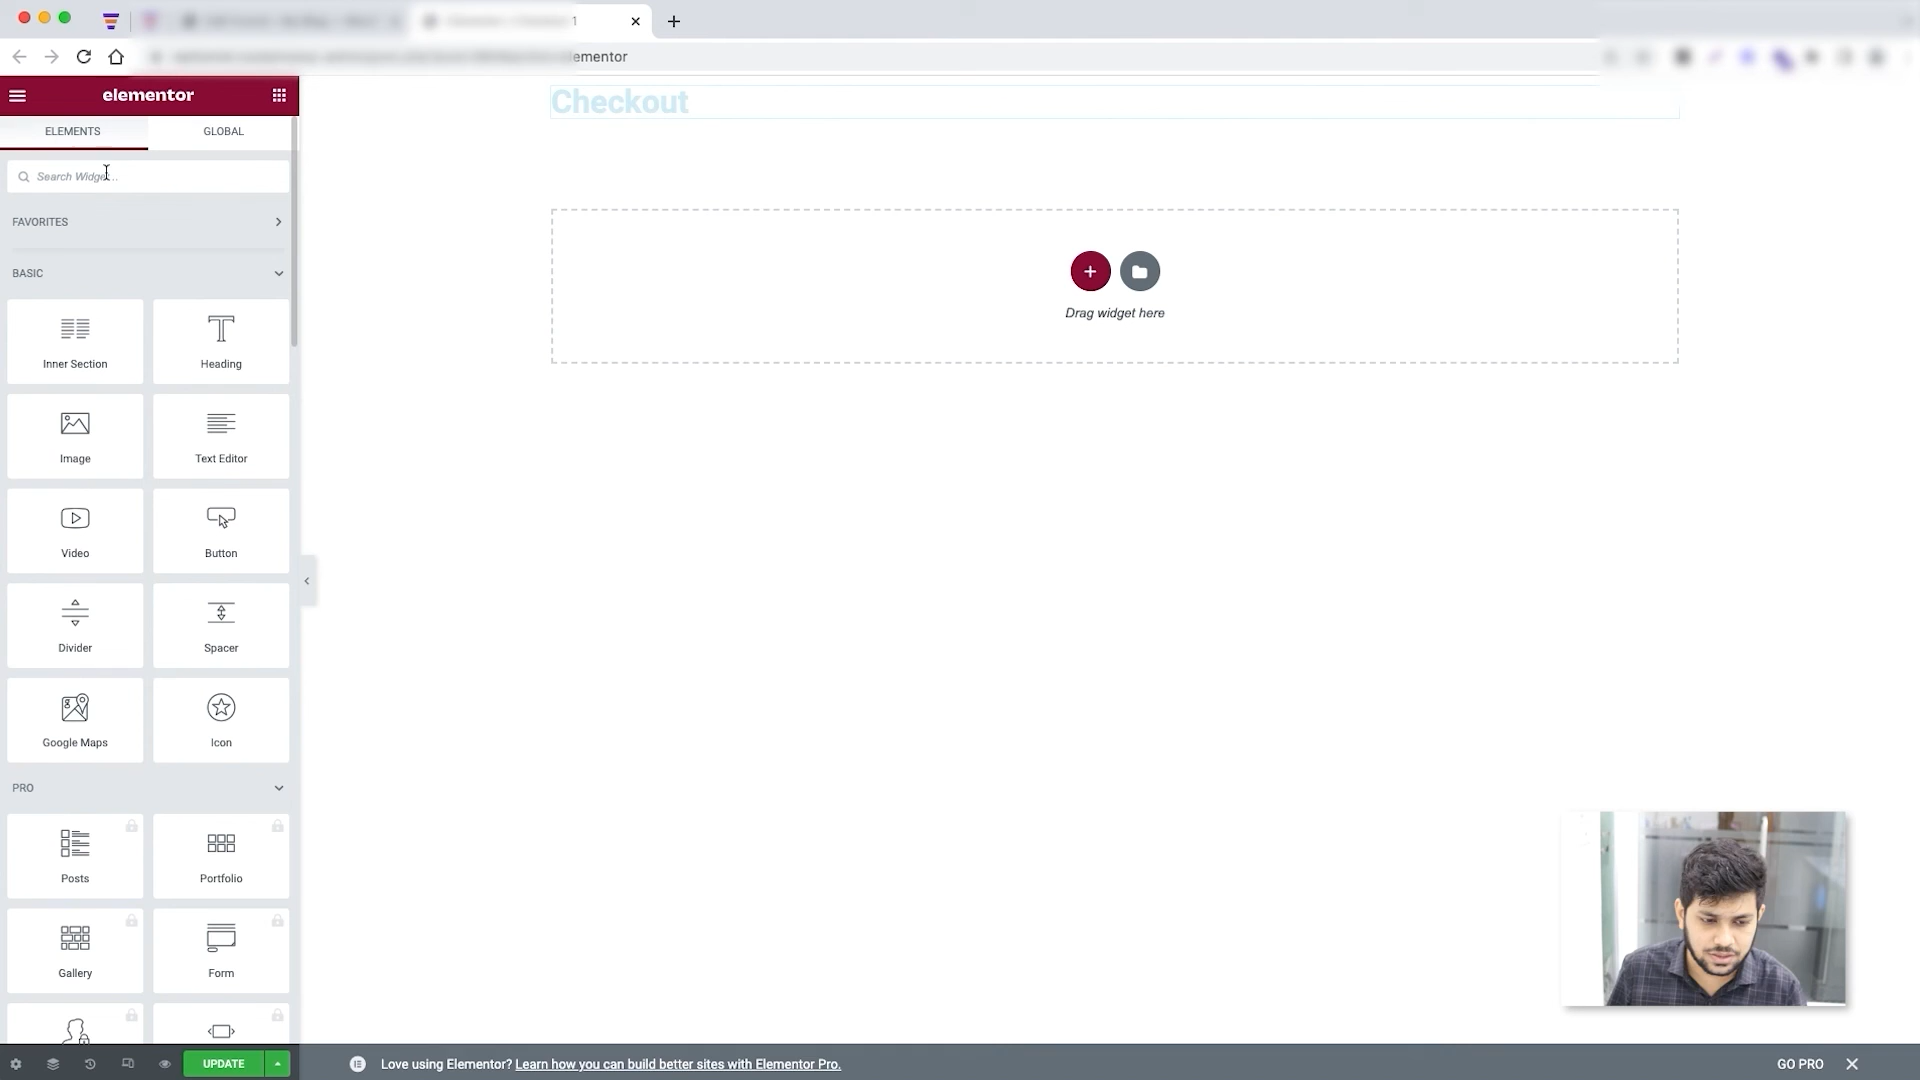 elementor
elementor
ELEMENTS
GLOBAL
Search Widget...
FAVORITES
BASIC
Inner Section
Heading
Image
Text Editor
Video
Button
Divider
Spacer
Google Maps
Icon
PRO
Posts
Portfolio
Gallery
Form
UPDATE
Checkout
Drag widget here
Love using Elementor? Learn how you can build better sites with Elementor Pro.
GO PRO